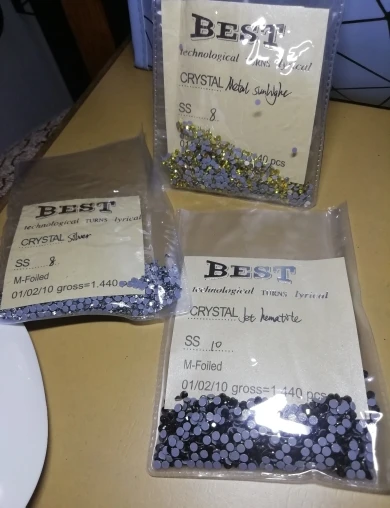 BEST
technological TURNS lyrical
CRYSTAL Metal sunlight
SS 8
40 pcs
BEST
technological TURNS lyrical
CRYSTAL Silver
SS 8
M-Foiled
01/02/10 gross=1.440
BEST
technological TURNS lyrical
CRYSTAL Jet hematite
SS 10
M-Foiled
01/02/10 gross=1.440 pcs